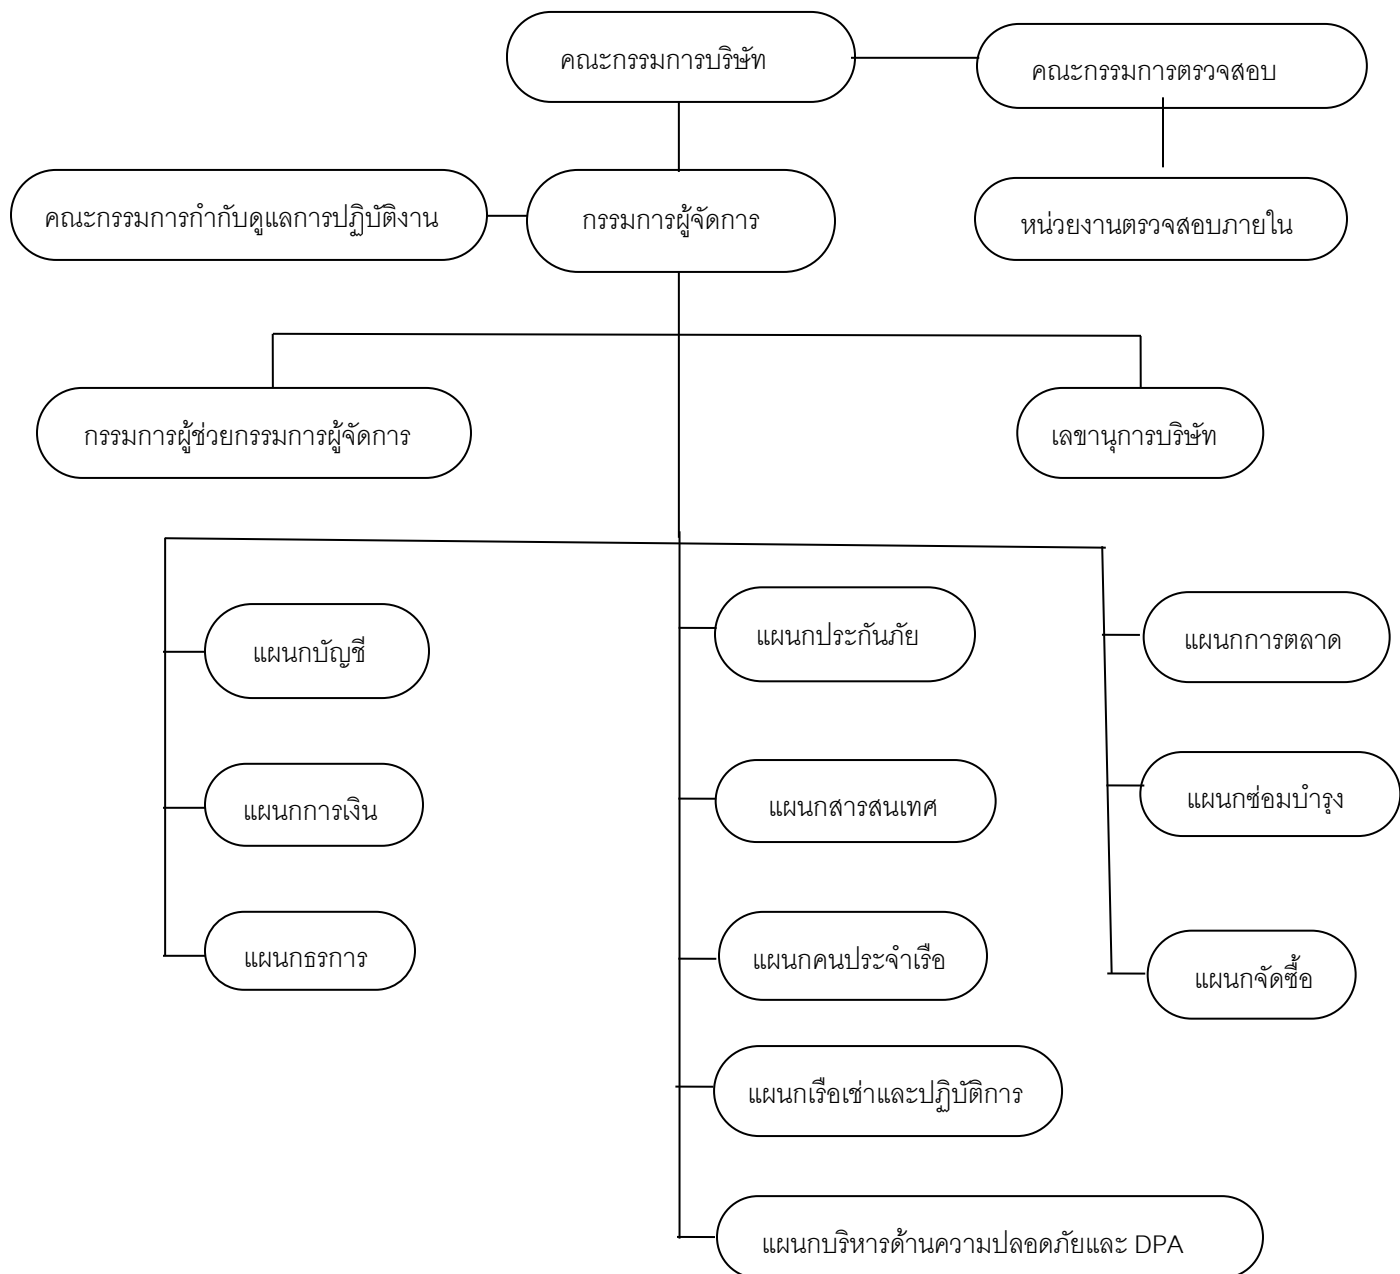 คณะกรรมการบริษัท
คณะกรรมการตรวจสอบ
คณะกรรมการกำกับดูแลการปฏิบัติงาน
กรรมการผู้จัดการ
หน่วยงานตรวจสอบภายใน
กรรมการผู้ช่วยกรรมการผู้จัดการ
เลขานุการบริษัท
แผนกบัญชี
แผนกการเงิน
แผนกธรการ
แผนกประกันภัย
แผนกสารสนเทศ
แผนกคนประจำเรือ
แผนกเรือเช่าและปฏิบัติการ
แผนกบริหารด้านความปลอดภัยและ DPA
แผนกการตลาด
แผนกซ่อมบำรุง
แผนกจัดซื้อ